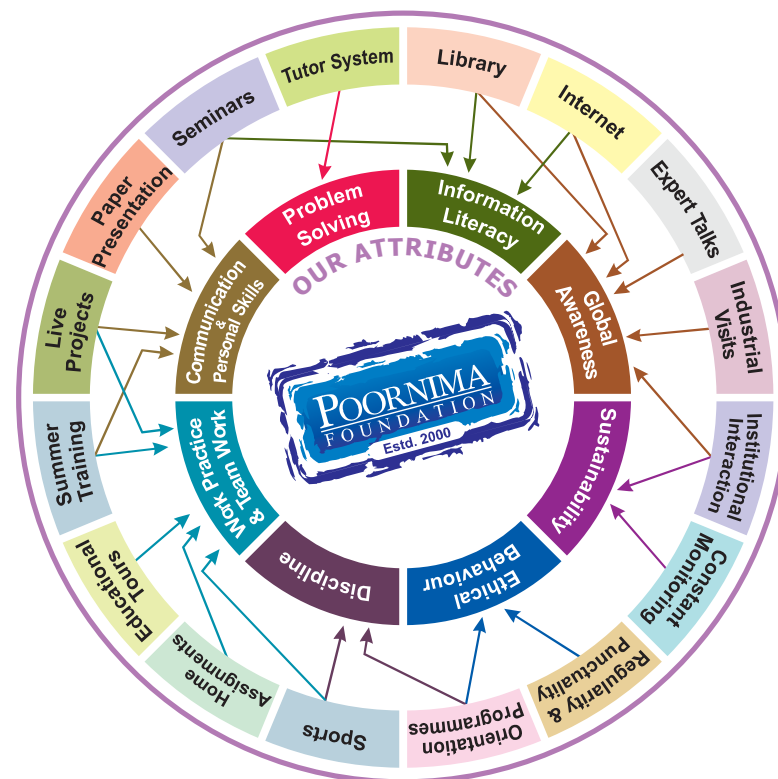 Tutor System
Library
Internet
Expert Talks
Industrial
Visits
Institutional
Interaction
Constant
Monitoring
Regularity &
Punctuality
Orientation
Programmes
Sports
Home
Assignments
Educational
Tours
Summer
Training
Live
Projects
Paper
Presentation
Seminars
Problem
Solving
Information
Literacy
Global
Awareness
Sustainability
Ethical
Behaviour
Discipline
Work Practice
& Team Work
Communication
&
Personal Skills
OUR ATTRIBUTES
POORNIMA
FOUNDATION
Estd. 2000